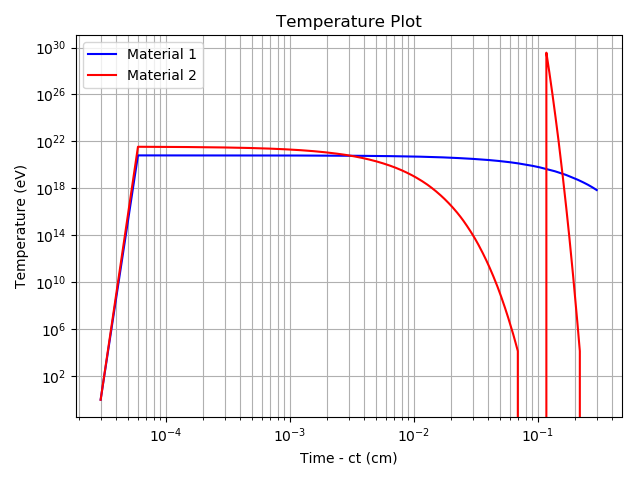 Temperature Plot
Material 1
Material 2
10^30
10^26
10^22
10^18
10^14
10^10
10^6
10^2
Temperature (eV)
10^-4
10^-3
10^-2
10^-1
Time - ct (cm)